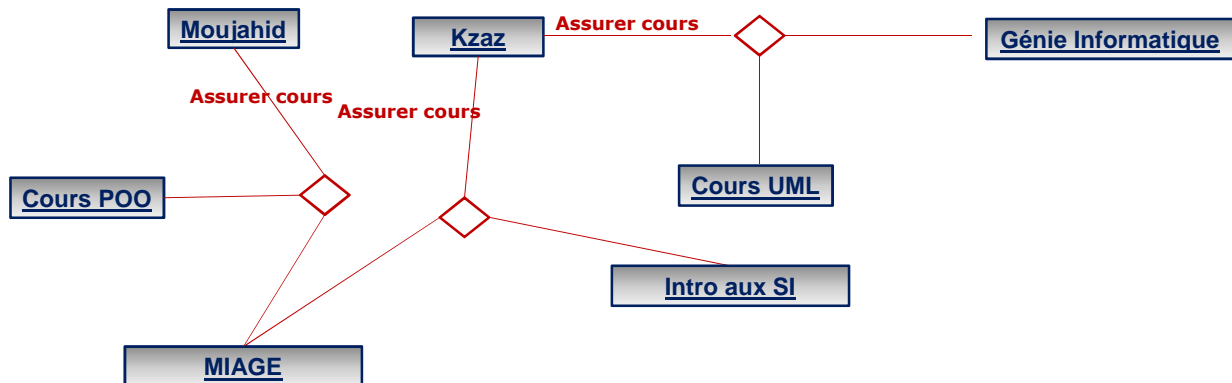 Moujahid
Kzaz
Assurer cours
Génie Informatique
Assurer cours
Assurer cours
Cours POO
Cours UML
Intro aux SI
MIAGE